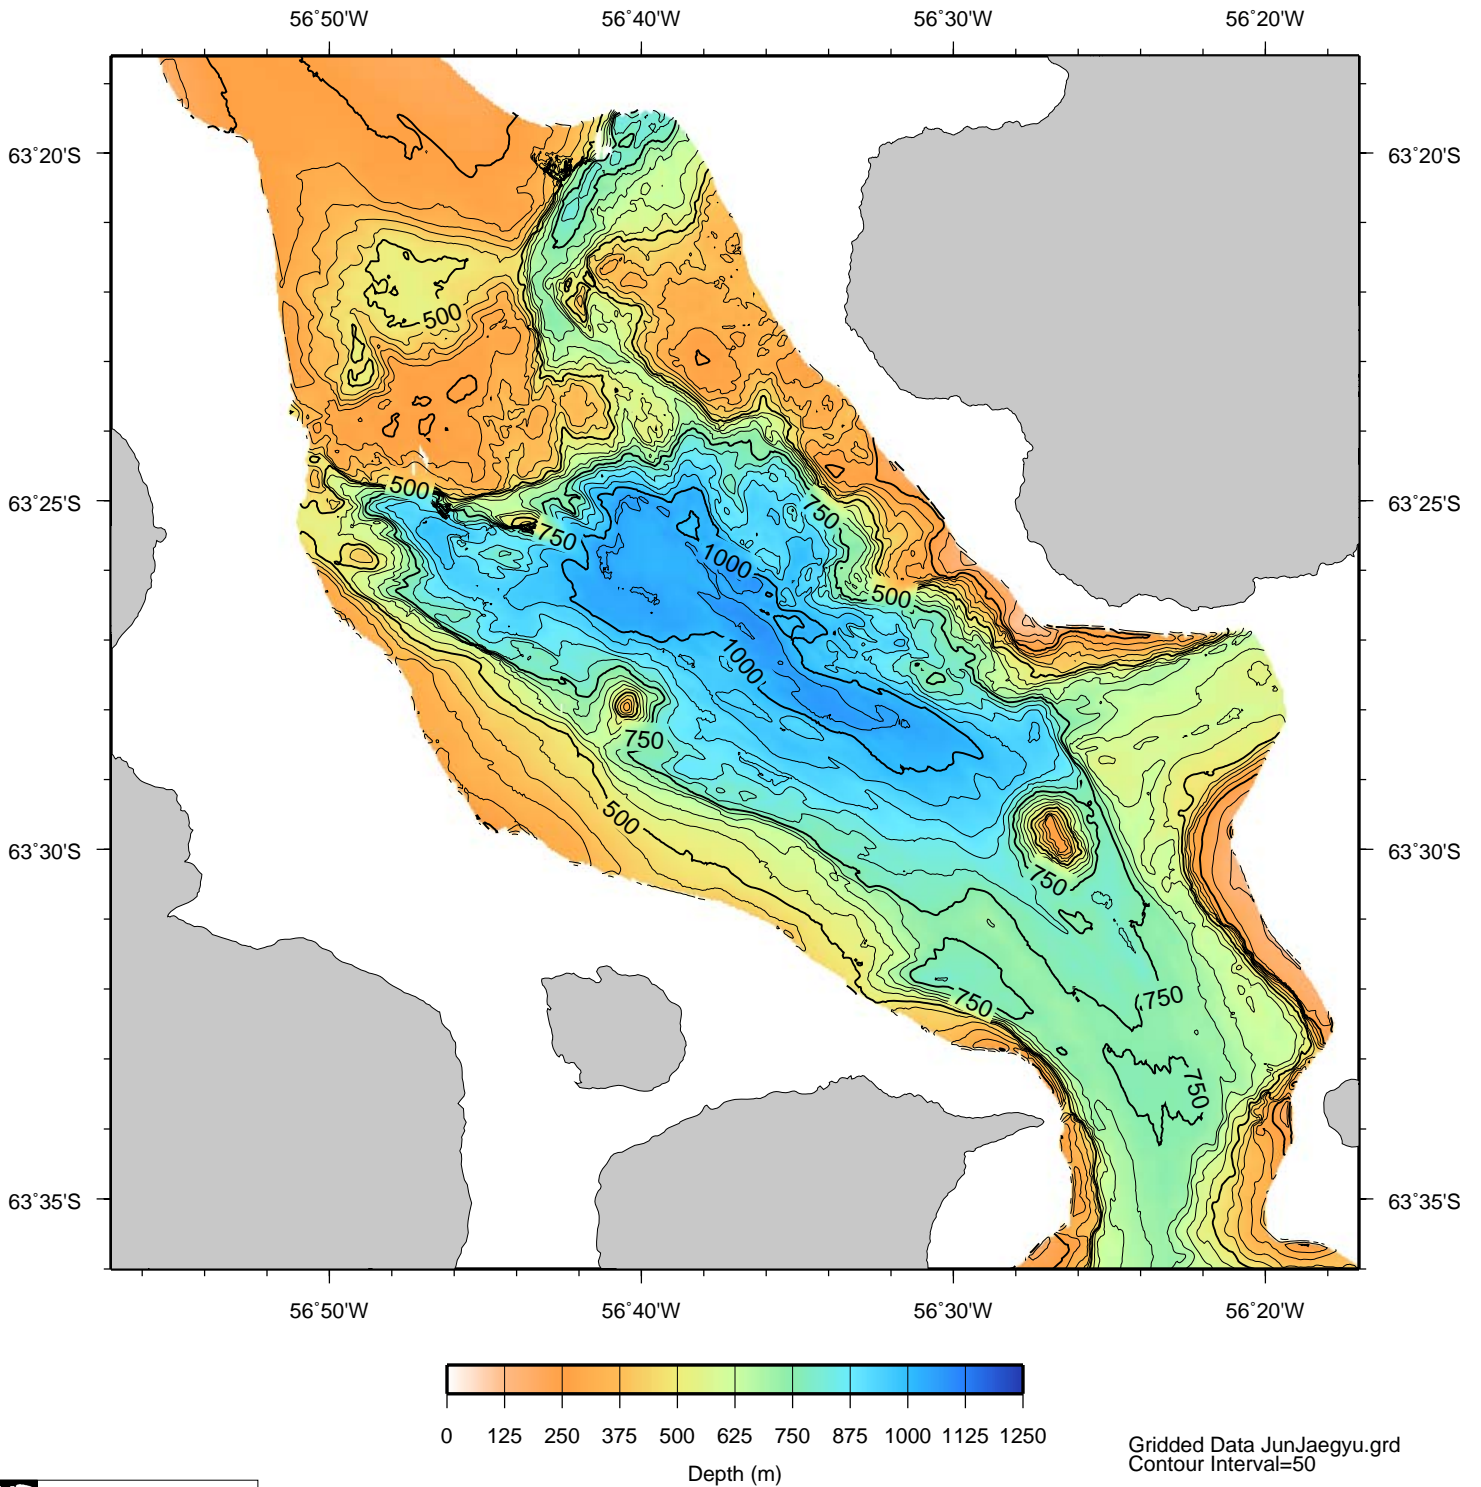 56°50'W 56°40'W 56°30'W 56°20'W
63°20'S 63°20'S
500
500
63°25'S 63°25'S
750
750
1000
500
1000
750
500
63°30'S 63°30'S
750
750
750
750
63°35'S 63°35'S
56°50'W 56°40'W 56°30'W 56°20'W
0 125 250 375 500 625 750 875 1000 1125 1250
Depth (m)
Gridded Data JunJaegyu.grd
Contour Interval=50